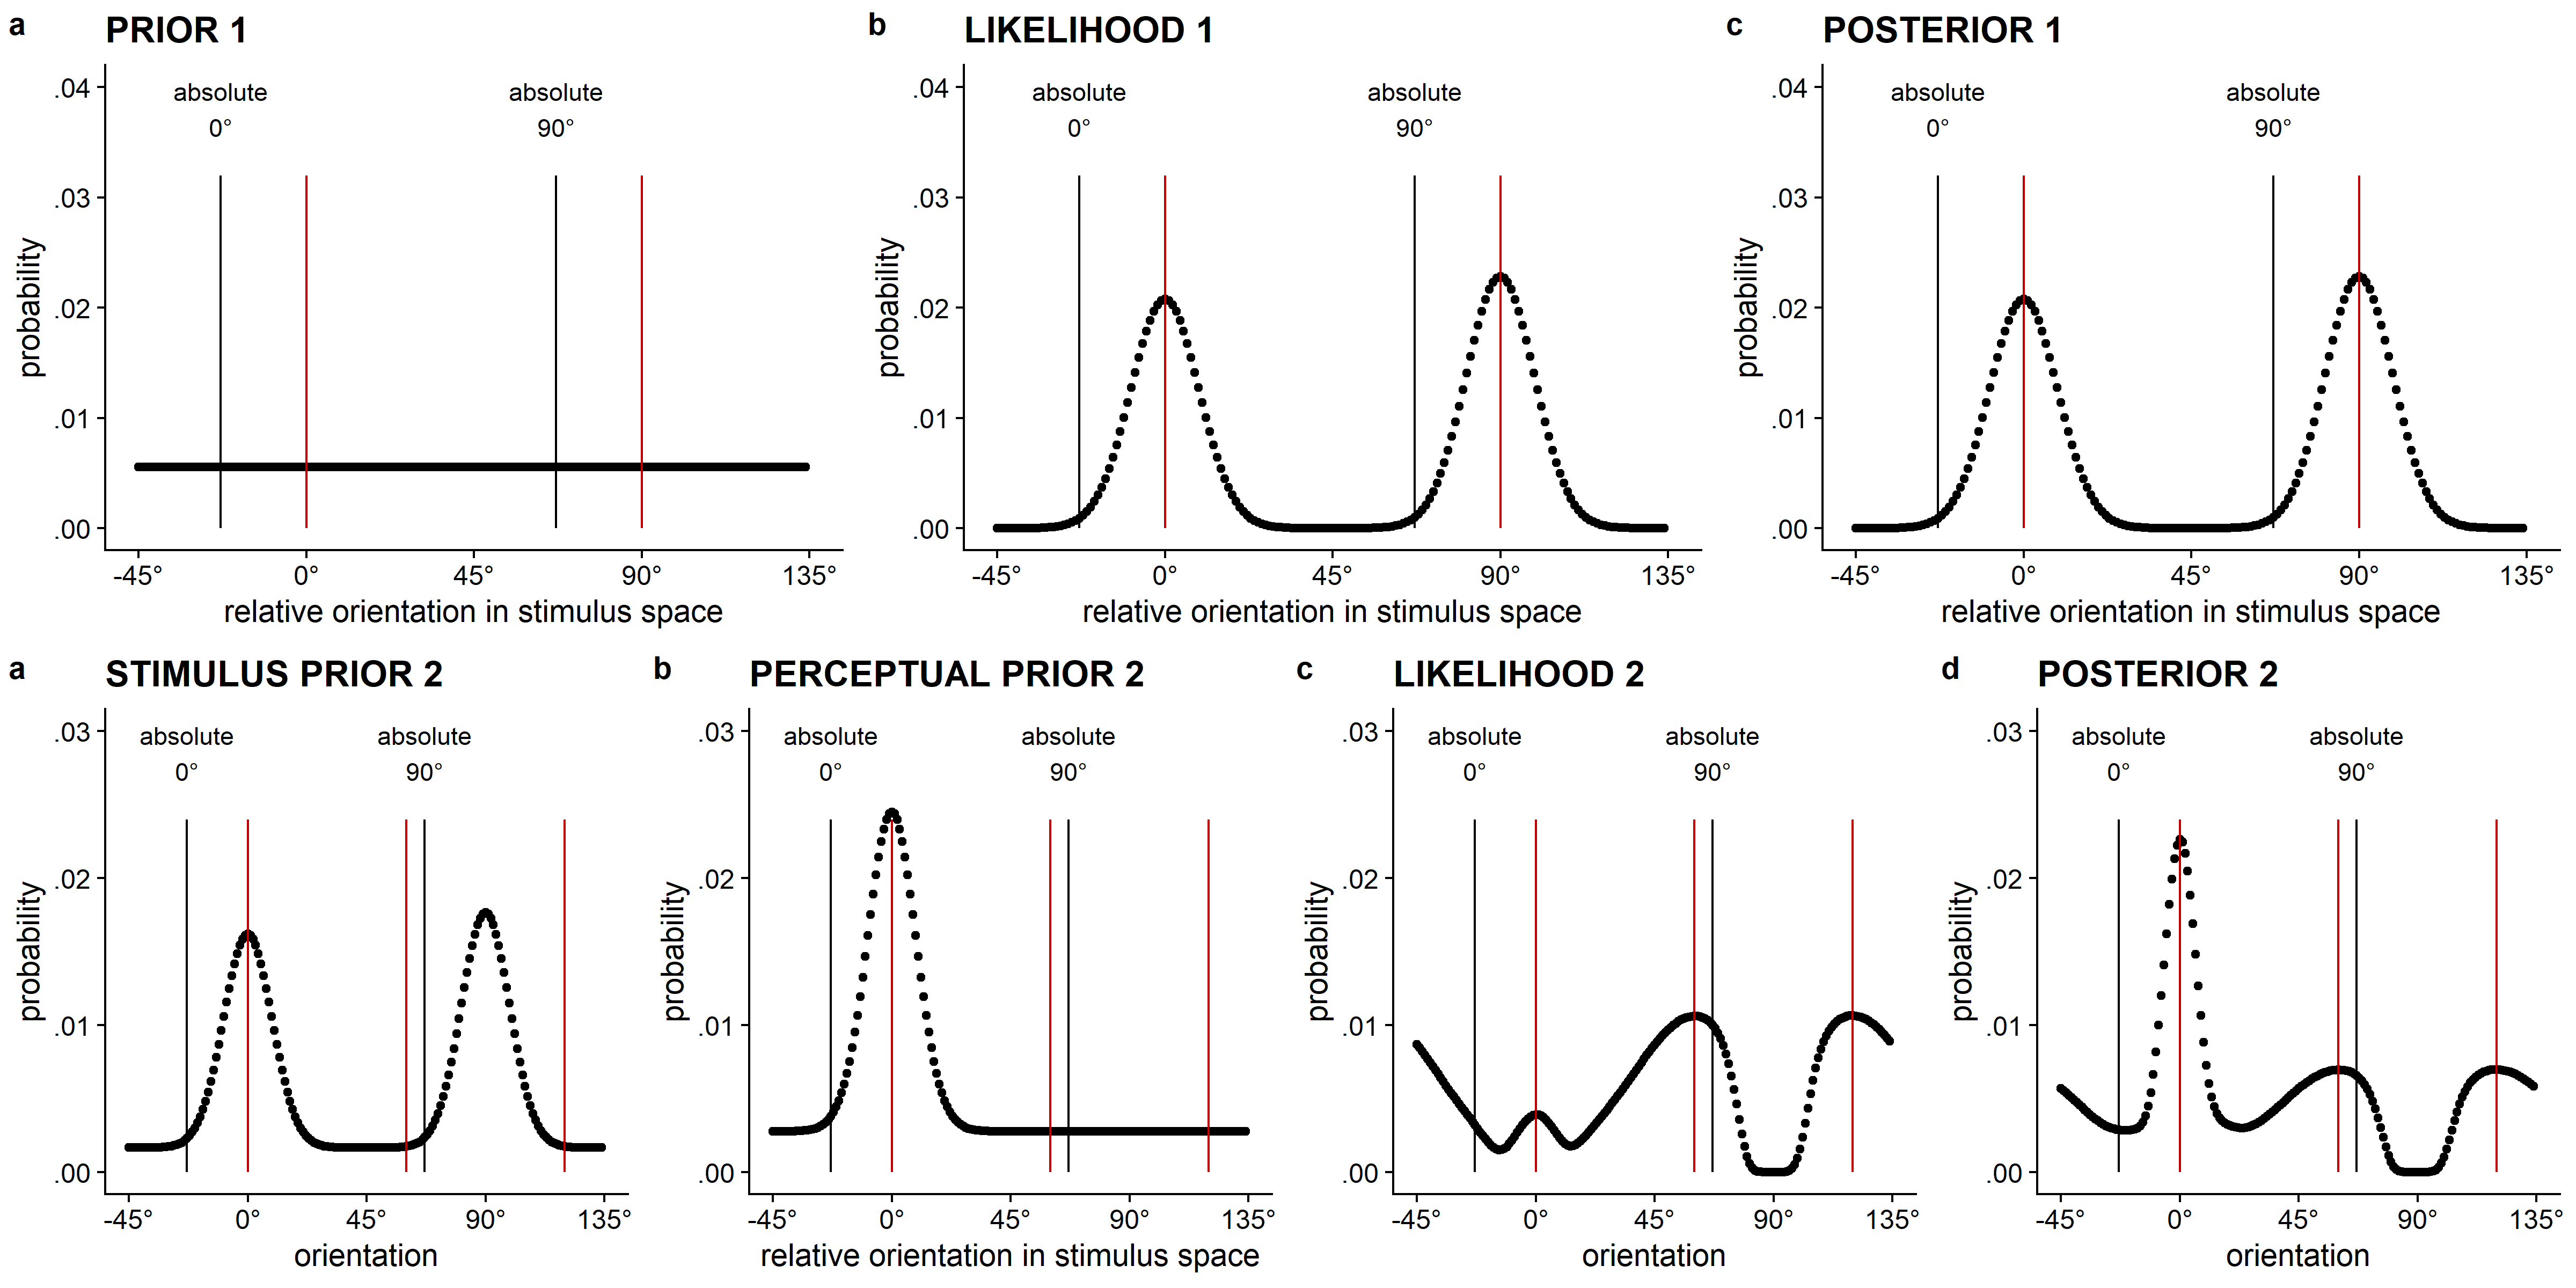 a PRIOR 1
absolute 0°
absolute 90°
.04
.03
.02
.01
.00
probability
-45° 0° 45° 90° 135°
relative orientation in stimulus space
b LIKELIHOOD 1
absolute 0°
absolute 90°
.04
.03
.02
.01
.00
probability
-45° 0° 45° 90° 135°
relative orientation in stimulus space
c POSTERIOR 1
absolute 0°
absolute 90°
.04
.03
.02
.01
.00
probability
-45° 0° 45° 90° 135°
relative orientation in stimulus space
a STIMULUS PRIOR 2
absolute 0°
absolute 90°
.03
.02
.01
.00
probability
-45° 0° 45° 90° 135°
orientation
b PERCEPTUAL PRIOR 2
absolute 0°
absolute 90°
.03
.02
.01
.00
probability
-45° 0° 45° 90° 135°
relative orientation in stimulus space
c LIKELIHOOD 2
absolute 0°
absolute 90°
.03
.02
.01
.00
probability
-45° 0° 45° 90° 135°
orientation
d POSTERIOR 2
absolute 0°
absolute 90°
.03
.02
.01
.00
probability
-45° 0° 45° 90° 135°
orientation